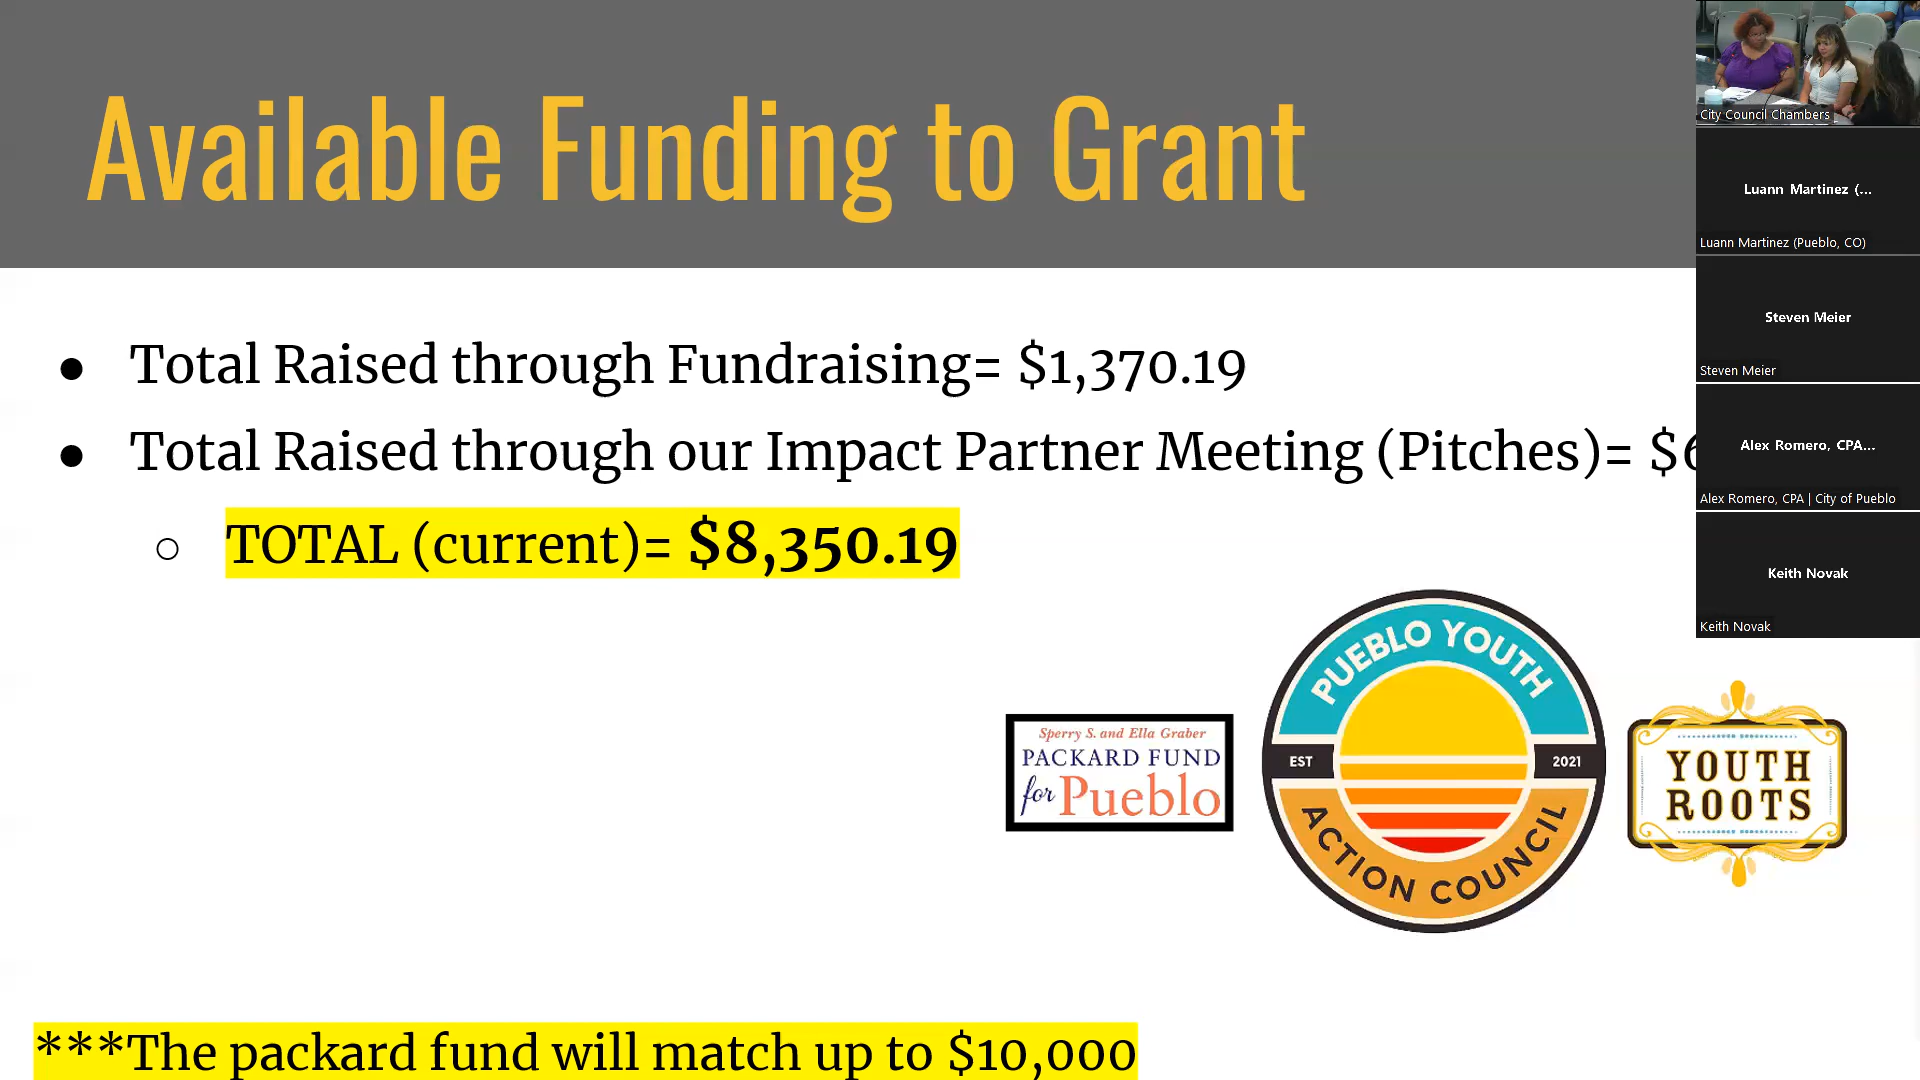 Available Funding to Grant
● Total Raised through Fundraising= $1,370.19
● Total Raised through our Impact Partner Meeting (Pitches)= $6
○ TOTAL (current)= $8,350.19
Sperry S. and Ella Graber
PACKARD FUND
for Pueblo
PUEBLO YOUTH
EST 2021
ACTION COUNCIL
YOUTH
ROOTS
***The packard fund will match up to $10,000
City Council Chambers
Luann Martinez (...
Luann Martinez (Pueblo, CO)
Steven Meier
Steven Meier
Alex Romero, CPA...
Alex Romero, CPA | City of Pueblo
Keith Novak
Keith Novak